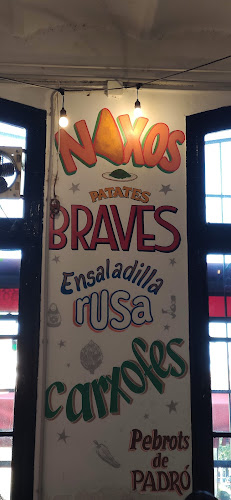 NAXOS
PATATES
BRAVES
Ensaladilla
rusa
carxofes
Pebrots
de
PADRÓ